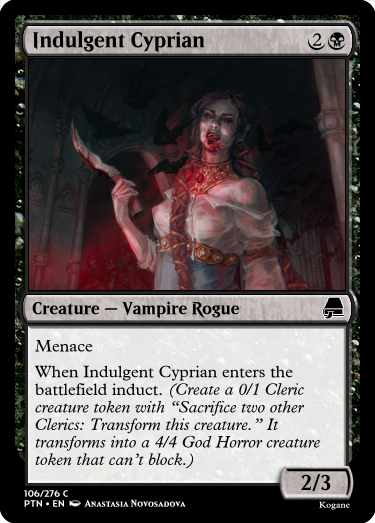 Indulgent Cyprian 2
Creature — Vampire Rogue
Menace
When Indulgent Cyprian enters the
battlefield induct. (Create a 0/1 Cleric
creature token with “Sacrifice two other
Clerics: Transform this creature.” It
transforms into a 4/4 God Horror creature
token that can’t block.)
2/3
106/276 C
PTN • EN Anastasia Novosadova
Kogane